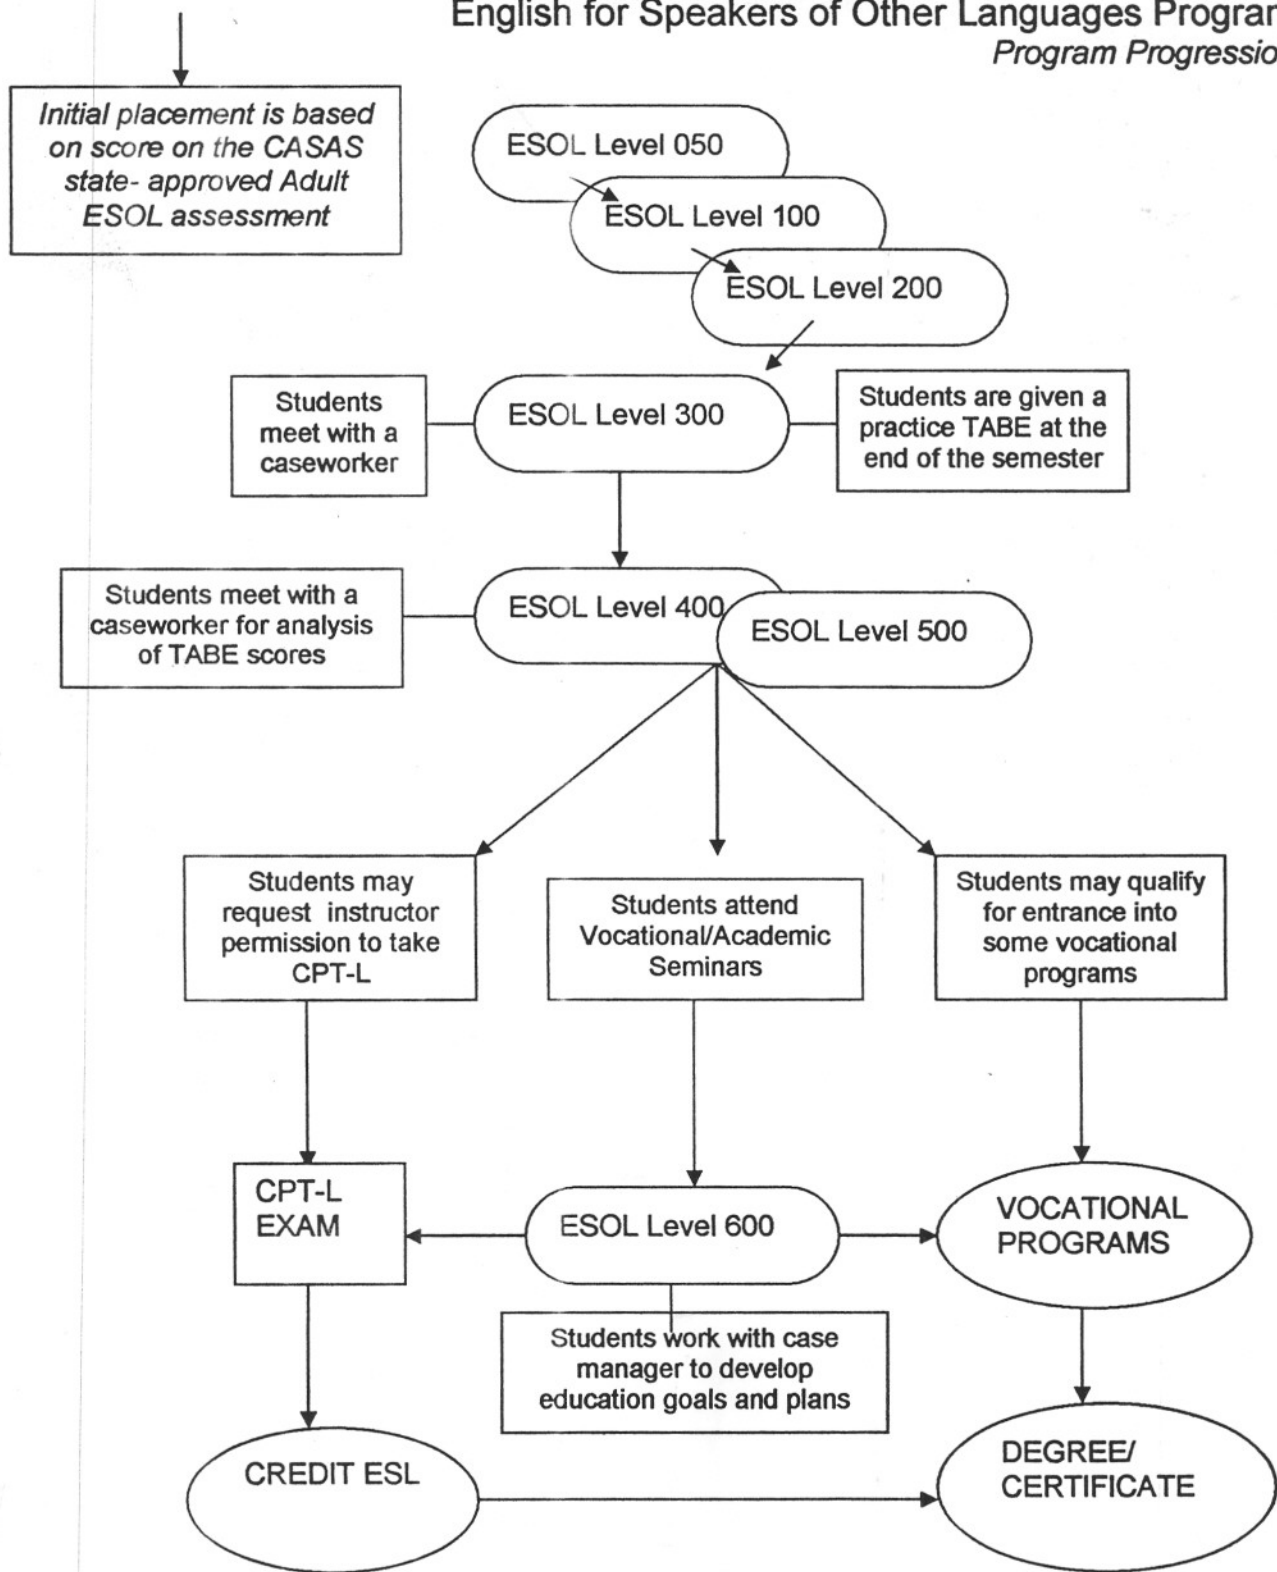 English for Speakers of Other Languages Program
Program Progressio
Initial placement is based
on score on the CASAS
state- approved Adult
ESOL assessment
ESOL Level 050
ESOL Level 100
ESOL Level 200
Students
meet with a
caseworker
ESOL Level 300
Students are given a
practice TABE at the
end of the semester
Students meet with a
caseworker for analysis
of TABE scores
ESOL Level 400
ESOL Level 500
Students may
request instructor
permission to take
CPT-L
Students attend
Vocational/Academic
Seminars
Students may qualify
for entrance into
some vocational
programs
CPT-L
EXAM
ESOL Level 600
VOCATIONAL
PROGRAMS
Students work with case
manager to develop
education goals and plans
CREDIT ESL
DEGREE/
CERTIFICATE